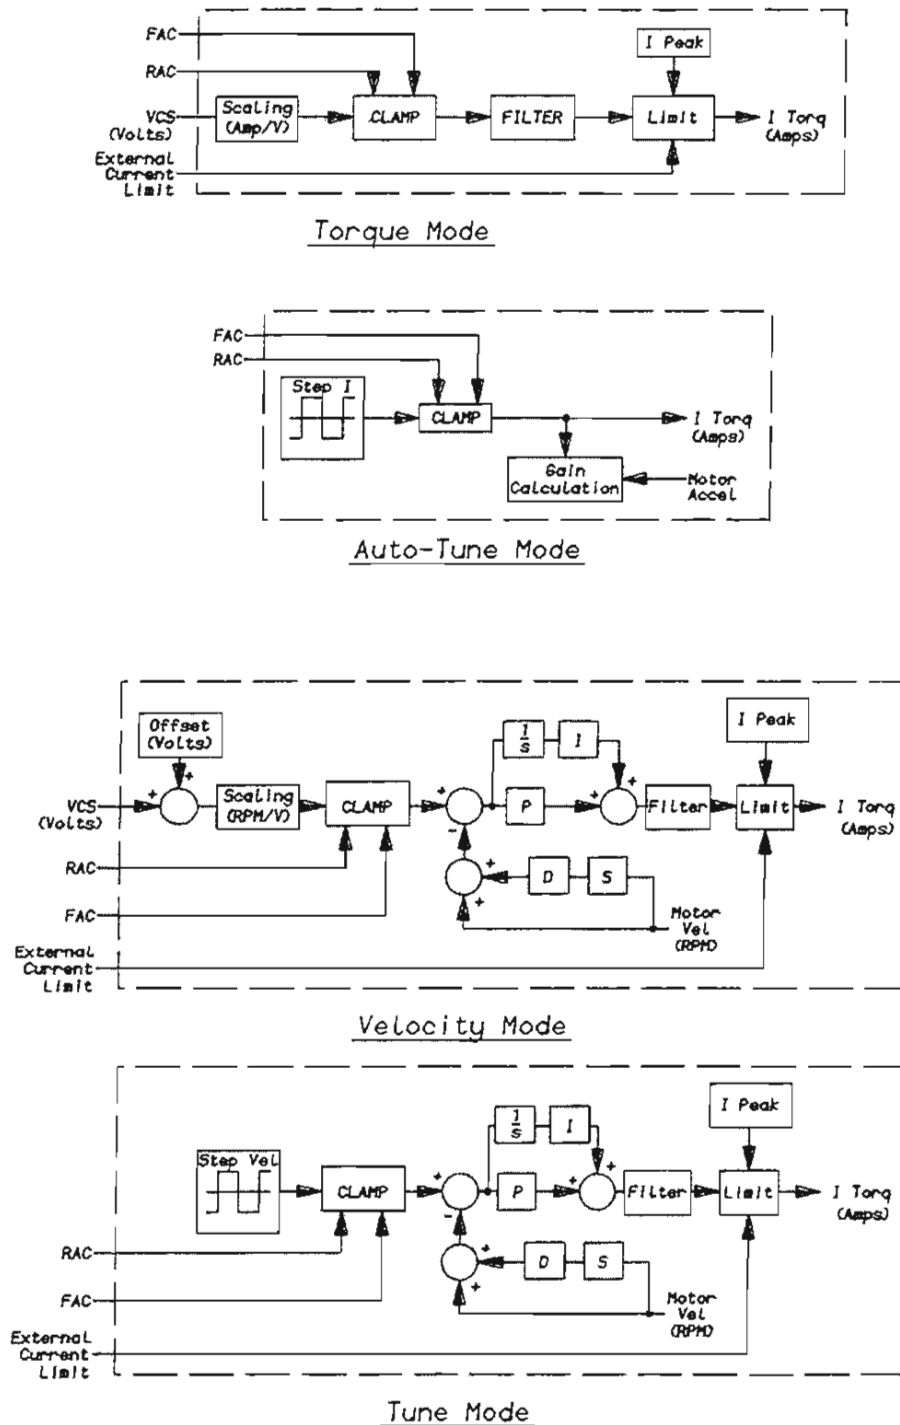 FAC
I Peak
RAC
VCS
(Volts)
Scaling
(Amp/V)
CLAMP
FILTER
Limit
I Torq
(Amps)
External
Current
Limit
Torque Mode
FAC
RAC
Step I
CLAMP
I Torq
(Amps)
Gain
Calculation
Motor
Accel
Auto-Tune Mode
Offset
(Volts)
1
s
I
I Peak
+
+
+
VCS
(Volts)
Scaling
(RPM/V)
CLAMP
+
P
+
Filter
Limit
I Torq
(Amps)
-
RAC
+
D
S
+
FAC
Motor
Vel
(RPM)
External
Current
Limit
Velocity Mode
I Peak
1
s
I
Step Vel
+
CLAMP
+
P
+
Filter
Limit
I Torq
(Amps)
-
RAC
+
D
S
+
FAC
Motor
Vel
(RPM)
External
Current
Limit
Tune Mode